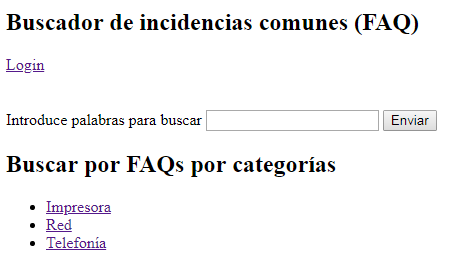 Buscador de incidencias comunes (FAQ)
Login
Introduce palabras para buscar Enviar
Buscar por FAQs por categorías
Impresora
Red
Telefonía